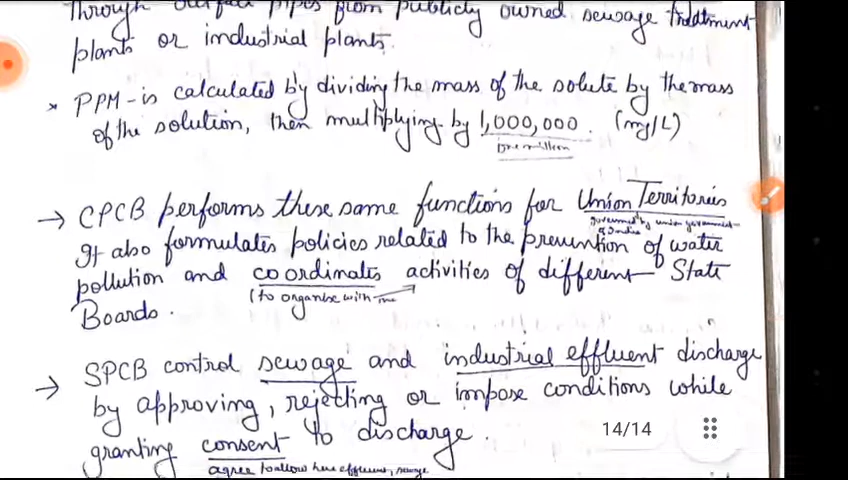 Through outfall pipes from publicly owned sewage treatment
plants or industrial plants.
* PPM - is calculated by dividing the mass of the solute by the mass
of the solution, then multiplying by 1,000,000. (mg/L)
one million
→ CPCB performs these same functions for Union Territories
governed by union government
of India
It also formulates policies related to the prevention of water
pollution and coordinates activities of different State
(to organise with
Boards.
→ SPCB control sewage and industrial effluent discharge
by approving, rejecting or impose conditions while
granting consent to discharge.
agree to allow here effluent, sewage
14/14